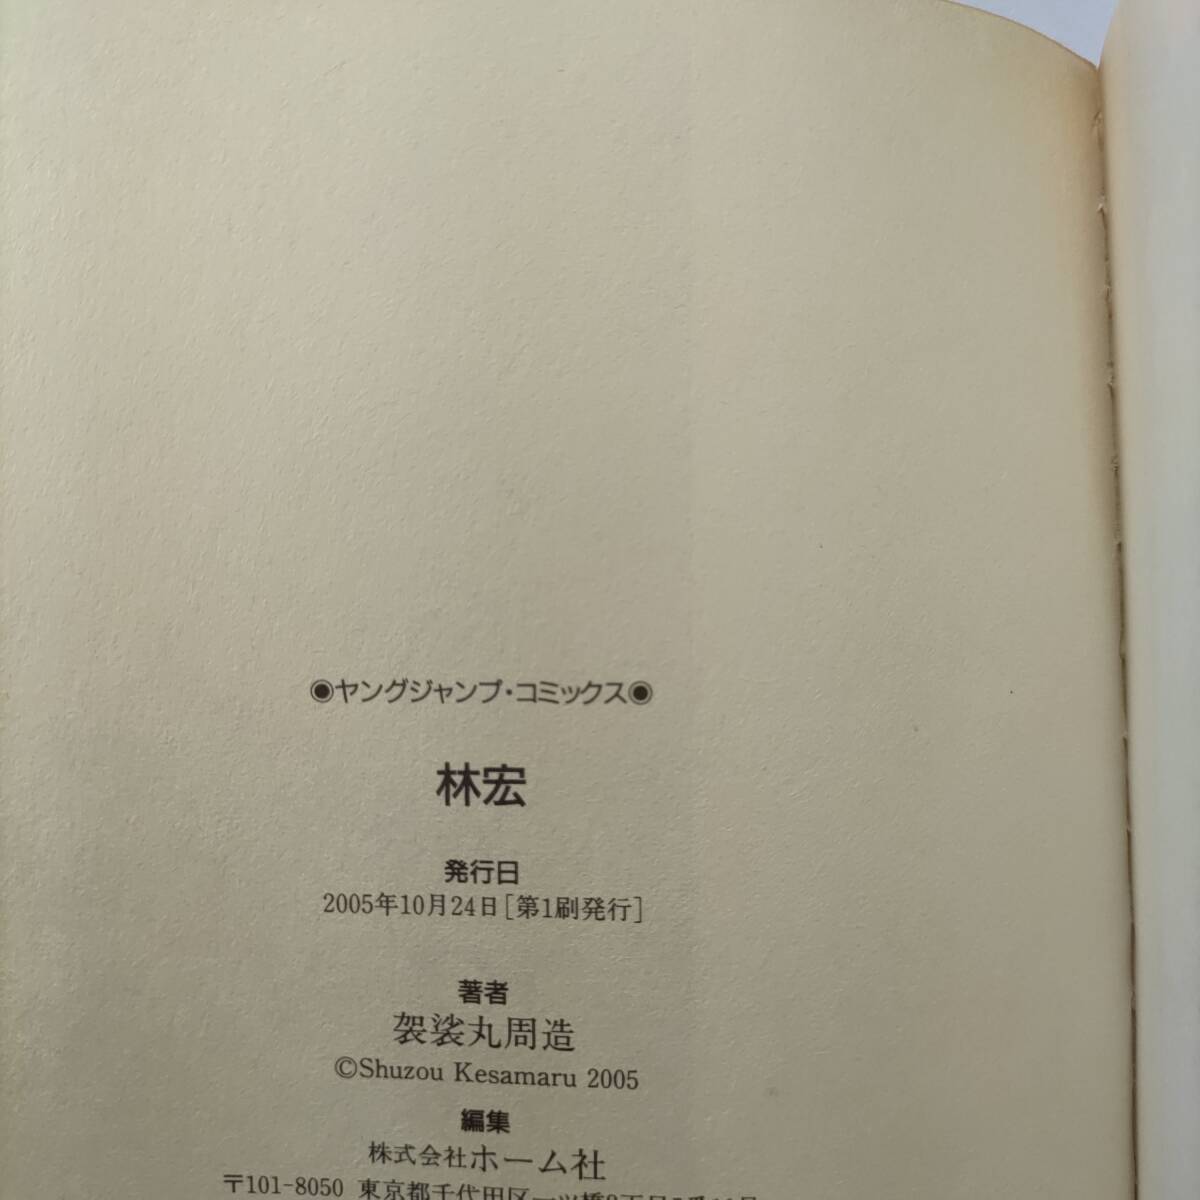 ◉ヤングジャンプ・コミックス◉
林宏
発行日
2005年10月24日[第1刷発行]
著者
袈裟丸周造
©Shuzou Kesamaru 2005
編集
株式会社ホーム社
〒101-8050 東京都千代田区一ツ橋